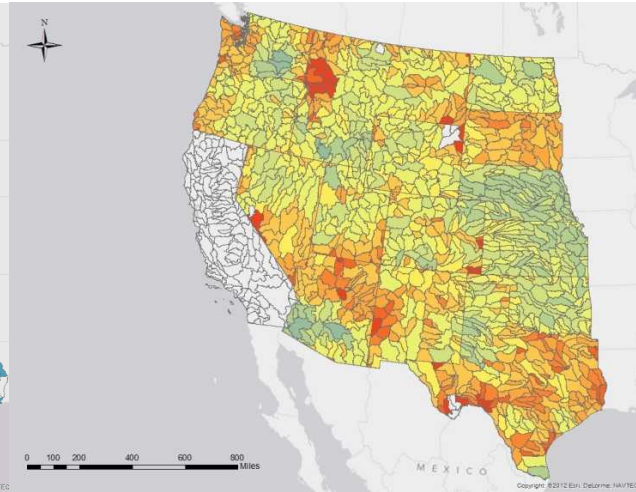 N
0 100 200 400 600 800
Miles
MEXICO
Copyright: ©2012 Esri, DeLorme, NAVTEQ